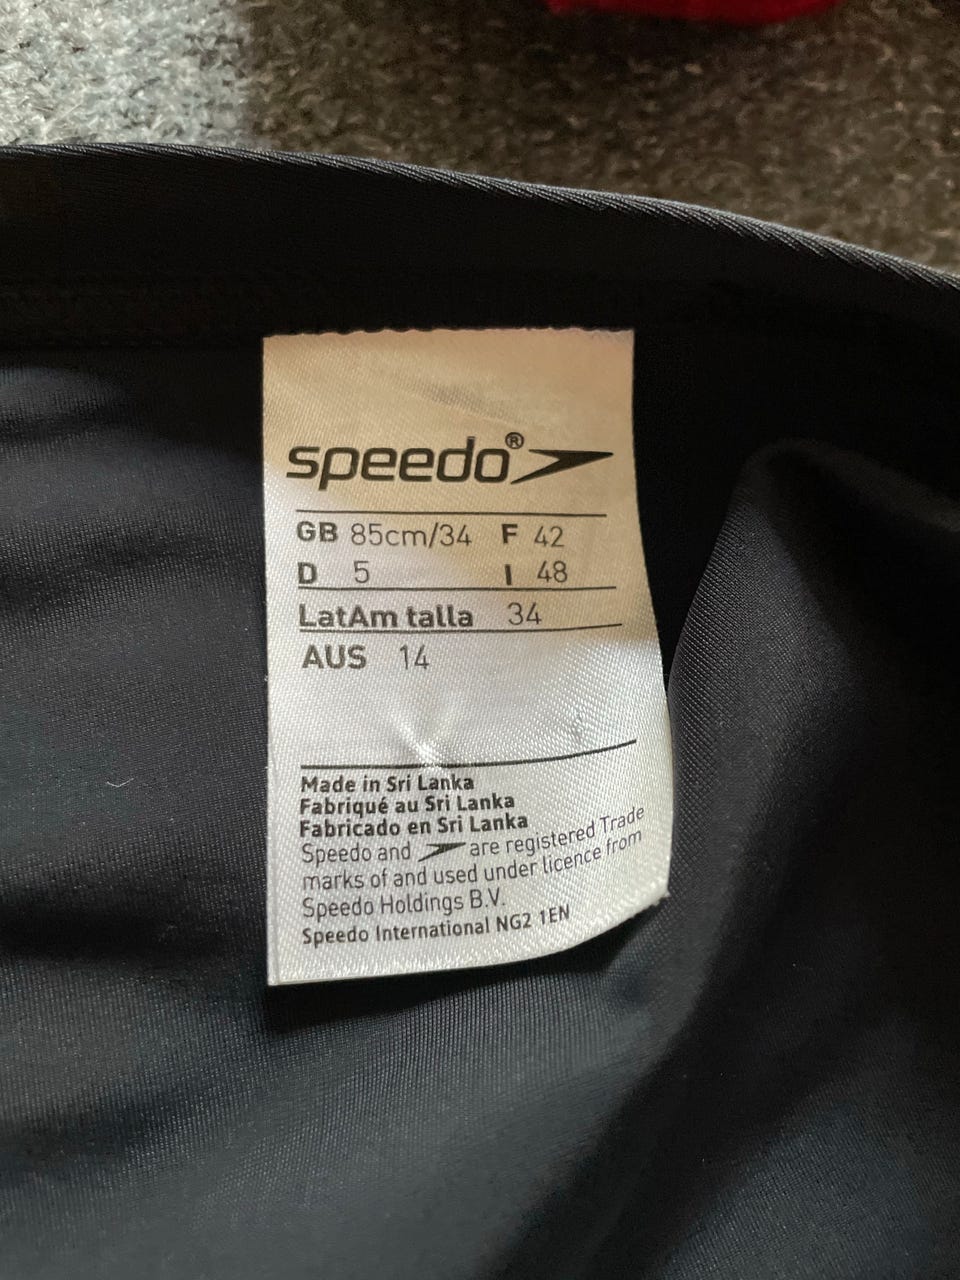 speedo®
GB 85cm/34 F 42
D 5 I 48
LatAm talla 34
AUS 14
Made in Sri Lanka
Fabriqué au Sri Lanka
Fabricado en Sri Lanka
Speedo and are registered Trade
marks of and used under licence from
Speedo Holdings B.V.
Speedo International NG2 1EN